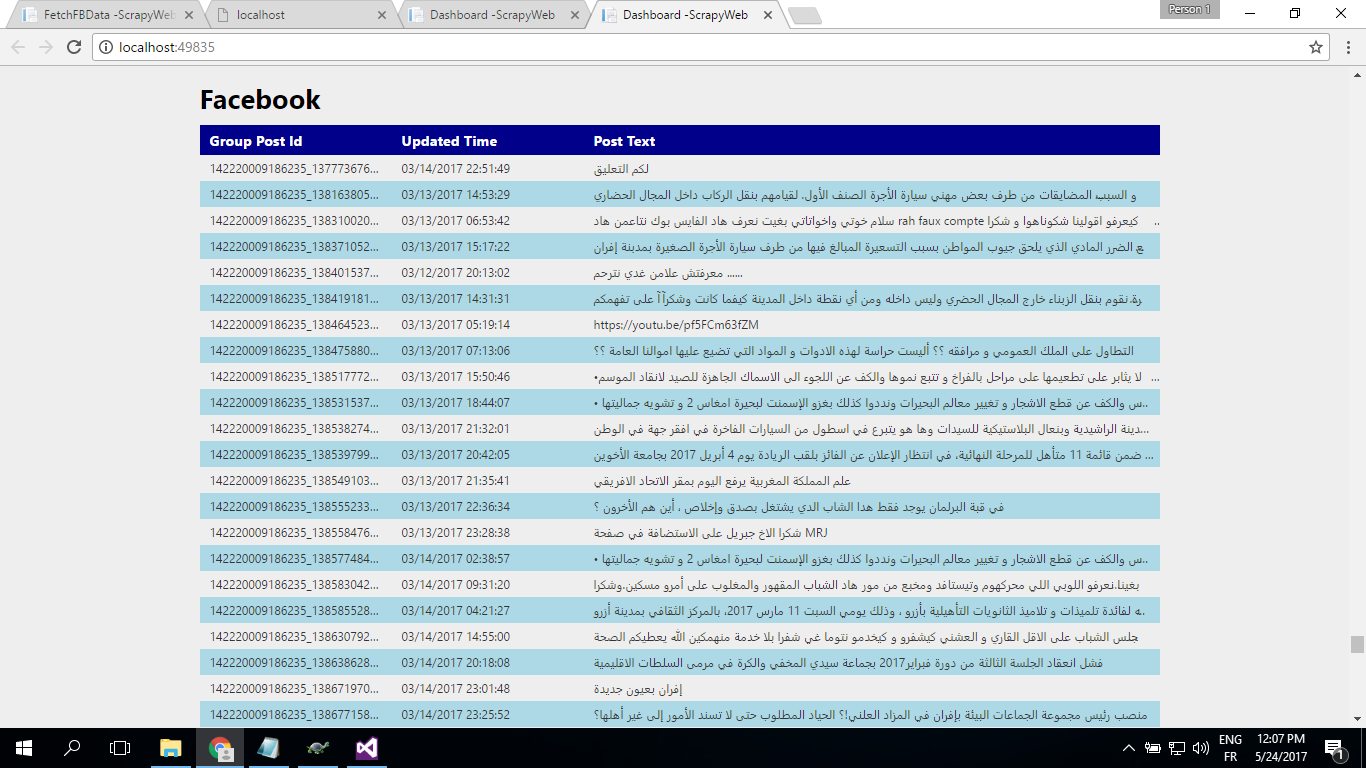 FetchFBData -ScrapyWeb
localhost
Dashboard -ScrapyWeb
Dashboard -ScrapyWeb
Person 1
localhost:49835
Facebook
Group Post Id Updated Time Post Text
142220009186235_137773676... 03/14/2017 22:51:49 لكم التعليق
142220009186235_138163805... 03/13/2017 14:53:29 و السبب المضايقات من طرف بعض مهني سيارة الأجرة الصنف الأول. لقيامهم بنقل الركاب داخل المجال الحضاري
142220009186235_138310020... 03/13/2017 06:53:42 سلام خوتي واخواتاتي بغيت نعرف هاد الفايس بوك نتاعمن هاد rah faux compte كيعرفو اقولينا شكوناهوا و شكرا ..
142220009186235_138371052... 03/13/2017 15:17:22 ع الضرر المادي الذي يلحق جيوب المواطن بسبب التسعيرة المبالغ فيها من طرف سيارة الأجرة الصغيرة بمدينة إفران
142220009186235_138401537... 03/12/2017 20:13:02 معرفتش علامن غدي نترحم ......
142220009186235_138419181... 03/13/2017 14:31:31 رة.نقوم بنقل الزبناء خارج المجال الحضري وليس داخله ومن أي نقطة داخل المدينة كيفما كانت وشكرآ آ على تفهمكم
142220009186235_138464523... 03/13/2017 05:19:14 https://youtu.be/pf5FCm63fZM
142220009186235_138475880... 03/13/2017 07:13:06 التطاول على الملك العمومي و مرافقه ؟؟ أليست حراسة لهذه الادوات و المواد التي تضيع عليها اموالنا العامة ؟؟
142220009186235_138517772... 03/13/2017 15:50:46 لا يثابر على تطعيمها على مراحل بالفراخ و تتبع نموها والكف عن اللجوء الى الاسماك الجاهزة للصيد لانقاد الموسم• ...
142220009186235_138531537... 03/13/2017 18:44:07 ..س والكف عن قطع الاشجار و تغيير معالم البحيرات ونددوا كذلك بغزو الإسمنت لبحيرة امغاس 2 و تشويه جماليتها •
142220009186235_138538274... 03/13/2017 21:32:01 ...دينة الراشيدية وبنعال البلاستيكية للسيدات وها هو يتبرع في اسطول من السيارات الفاخرة في افقر جهة في الوطن
142220009186235_138539799... 03/13/2017 20:42:05 ... ضمن قائمة 11 متأهل للمرحلة النهائية، في انتظار الإعلان عن الفائز بلقب الريادة يوم 4 أبريل 2017 بجامعة الأخوين
142220009186235_138549103... 03/13/2017 21:35:41 علم المملكة المغربية يرفع اليوم بمقر الاتحاد الافريقي
142220009186235_138555233... 03/13/2017 22:36:34 في قبة البرلمان يوجد فقط هدا الشاب الدي يشتغل بصدق وإخلاص ، أين هم الأخرون ؟
142220009186235_138558476... 03/13/2017 23:28:38 شكرا الاخ جبريل على الاستضافة في صفحة MRJ
142220009186235_138577484... 03/14/2017 02:38:57 ..س والكف عن قطع الاشجار و تغيير معالم البحيرات ونددوا كذلك بغزو الإسمنت لبحيرة امغاس 2 و تشويه جماليتها •
142220009186235_138583042... 03/14/2017 09:31:20 بغينا.نعرفو اللوبي اللي محركهوم وتيستافد ومخبع من مور هاد الشباب المقهور والمغلوب على أمرو مسكين.وشكرا
142220009186235_138585528... 03/14/2017 04:21:27 ..ه لفائدة تلميذات و تلاميذ الثانويات التأهيلية بأزرو ، وذلك يومي السبت 11 مارس 2017، بالمركز الثقافي بمدينة أزرو
142220009186235_138630792... 03/14/2017 14:55:00 جلس الشباب على الاقل القاري و العشني كيشفرو و كيخدمو نتوما غي شفرا بلا خدمة منهمكين الله يعطيكم الصحة
142220009186235_138638628... 03/14/2017 20:18:08 فشل انعقاد الجلسة الثالثة من دورة فبراير2017 بجماعة سيدي المخفي والكرة في مرمى السلطات الاقليمية
142220009186235_138671970... 03/14/2017 23:01:48 إفران بعيون جديدة
142220009186235_138677158... 03/14/2017 23:25:52 منصب رئيس مجموعة الجماعات البيئة بإفران في المزاد العلني!؟ الحياد المطلوب حتى لا تسند الأمور إلى غير أهلها؟
ENG 12:07 PM
FR 5/24/2017
1